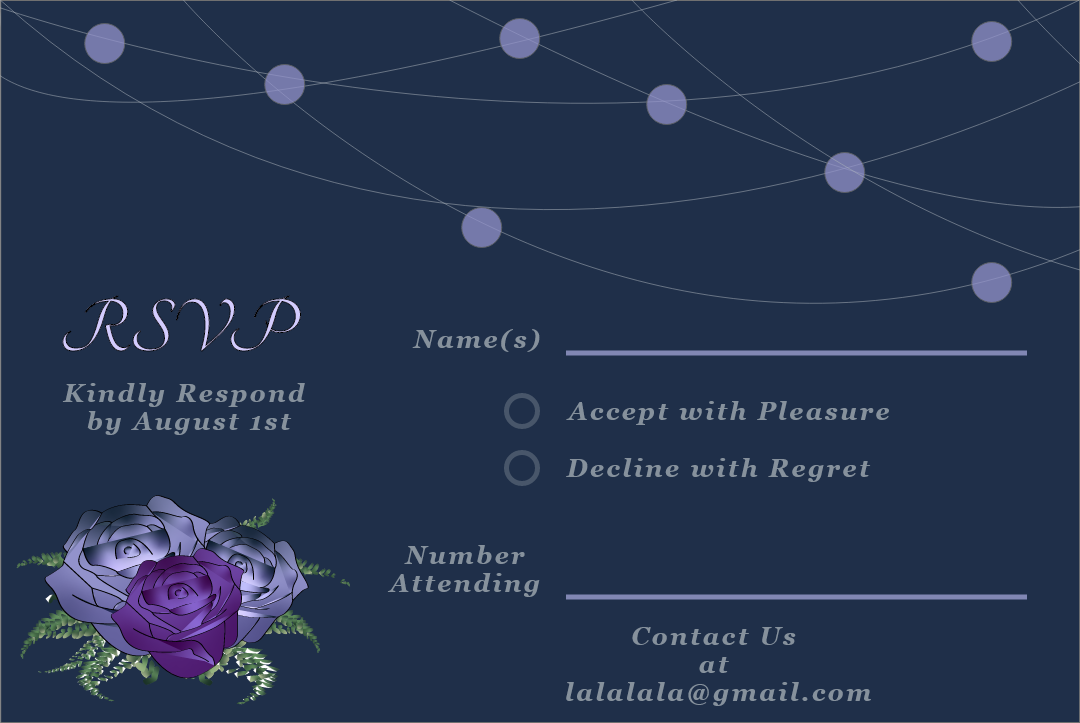 RSVP
Kindly Respond
by August 1st
Name(s)
Accept with Pleasure
Decline with Regret
Number
Attending
Contact Us
at
lalalala@gmail.com